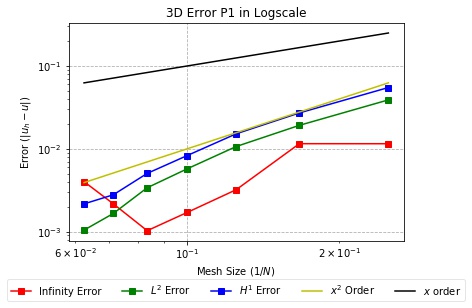 3D Error P1 in Logscale
Error (|u_h − u|)
10⁻¹
10⁻²
10⁻³
6 × 10⁻²
10⁻¹
2 × 10⁻¹
Mesh Size (1/N)
Infinity Error
L² Error
H¹ Error
x² Order
x order